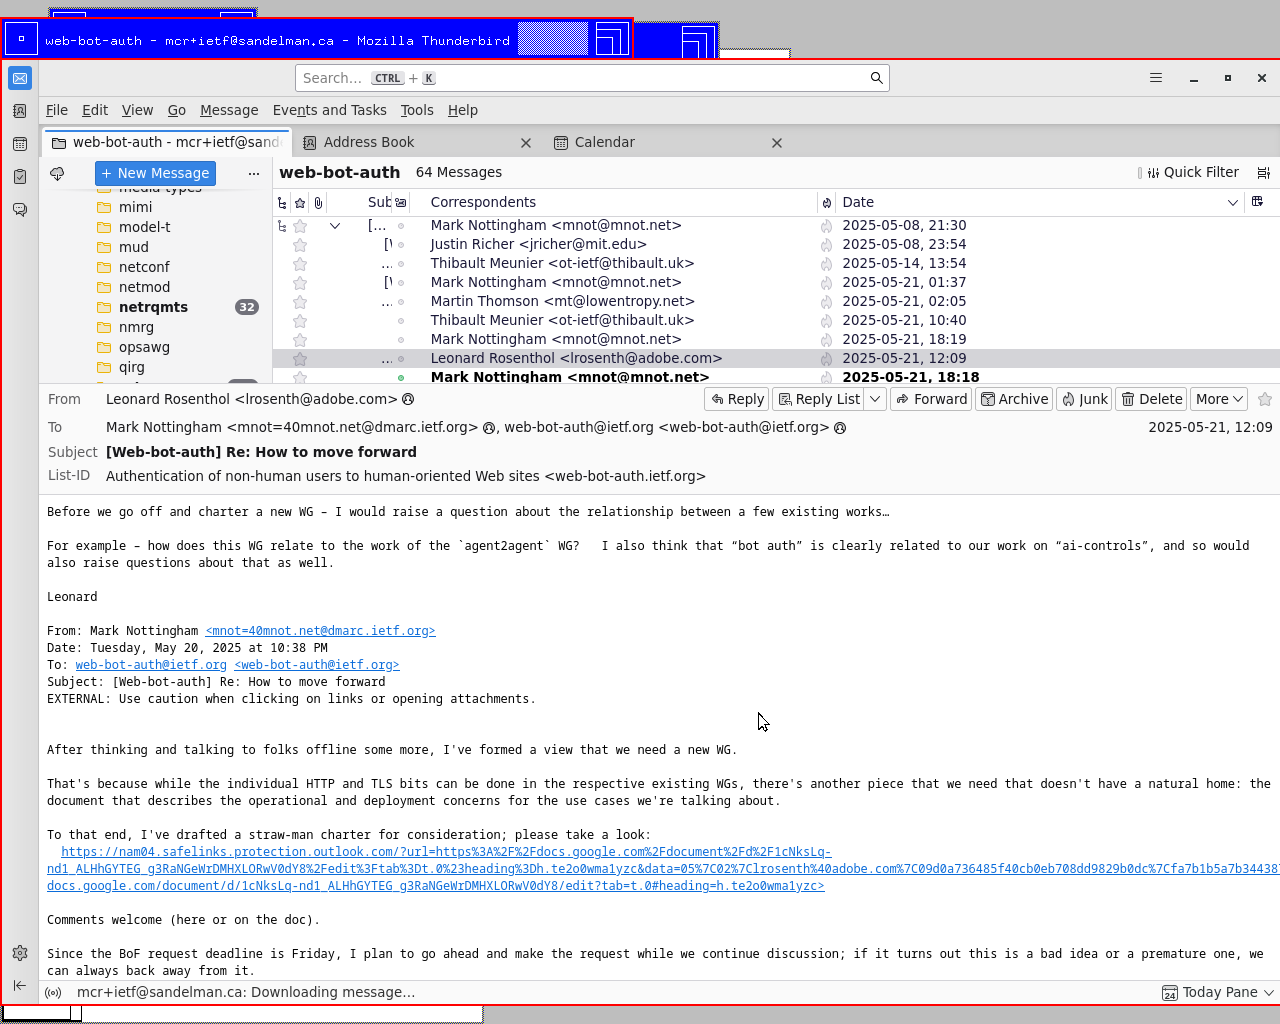 web-bot-auth - mcr+ietf@sandelman.ca - Mozilla Thunderbird
Search... CTRL + K
File Edit View Go Message Events and Tasks Tools Help
web-bot-auth - mcr+ietf@sand
Address Book
Calendar
+ New Message
web-bot-auth 64 Messages
Quick Filter
media-types
mimi
model-t
mud
netconf
netmod
netrqmts 32
nmrg
opsawg
qirg
Sub Correspondents Date
[... Mark Nottingham <mnot@mnot.net> 2025-05-08, 21:30
Justin Richer <jricher@mit.edu> 2025-05-08, 23:54
... Thibault Meunier <ot-ietf@thibault.uk> 2025-05-14, 13:54
Mark Nottingham <mnot@mnot.net> 2025-05-21, 01:37
... Martin Thomson <mt@lowentropy.net> 2025-05-21, 02:05
Thibault Meunier <ot-ietf@thibault.uk> 2025-05-21, 10:40
Mark Nottingham <mnot@mnot.net> 2025-05-21, 18:19
... Leonard Rosenthol <lrosenth@adobe.com> 2025-05-21, 12:09
Mark Nottingham <mnot@mnot.net> 2025-05-21, 18:18
From Leonard Rosenthol <lrosenth@adobe.com>
Reply Reply List Forward Archive Junk Delete More
To Mark Nottingham <mnot=40mnot.net@dmarc.ietf.org>, web-bot-auth@ietf.org <web-bot-auth@ietf.org> 2025-05-21, 12:09
Subject [Web-bot-auth] Re: How to move forward
List-ID Authentication of non-human users to human-oriented Web sites <web-bot-auth.ietf.org>
Before we go off and charter a new WG – I would raise a question about the relationship between a few existing works…
For example – how does this WG relate to the work of the `agent2agent` WG?   I also think that “bot auth” is clearly related to our work on “ai-controls”, and so would
also raise questions about that as well.
Leonard
From: Mark Nottingham <mnot=40mnot.net@dmarc.ietf.org>
Date: Tuesday, May 20, 2025 at 10:38 PM
To: web-bot-auth@ietf.org <web-bot-auth@ietf.org>
Subject: [Web-bot-auth] Re: How to move forward
EXTERNAL: Use caution when clicking on links or opening attachments.
After thinking and talking to folks offline some more, I've formed a view that we need a new WG.
That's because while the individual HTTP and TLS bits can be done in the respective existing WGs, there's another piece that we need that doesn't have a natural home: the
document that describes the operational and deployment concerns for the use cases we're talking about.
To that end, I've drafted a straw-man charter for consideration; please take a look:
https://nam04.safelinks.protection.outlook.com/?url=https%3A%2F%2Fdocs.google.com%2Fdocument%2Fd%2F1cNksLq-
nd1_ALHhGYTEG_g3RaNGeWrDMHXLORwV0dY8%2Fedit%3Ftab%3Dt.0%23heading%3Dh.te2o0wma1yzc&data=05%7C02%7Clrosenth%40adobe.com%7C09d0a736485f40cb0eb708dd9829b0dc%7Cfa7b1b5a7b34438
docs.google.com/document/d/1cNksLq-nd1_ALHhGYTEG_g3RaNGeWrDMHXLORwV0dY8/edit?tab=t.0#heading=h.te2o0wma1yzc>
Comments welcome (here or on the doc).
Since the BoF request deadline is Friday, I plan to go ahead and make the request while we continue discussion; if it turns out this is a bad idea or a premature one, we
can always back away from it.
mcr+ietf@sandelman.ca: Downloading message...
24 Today Pane